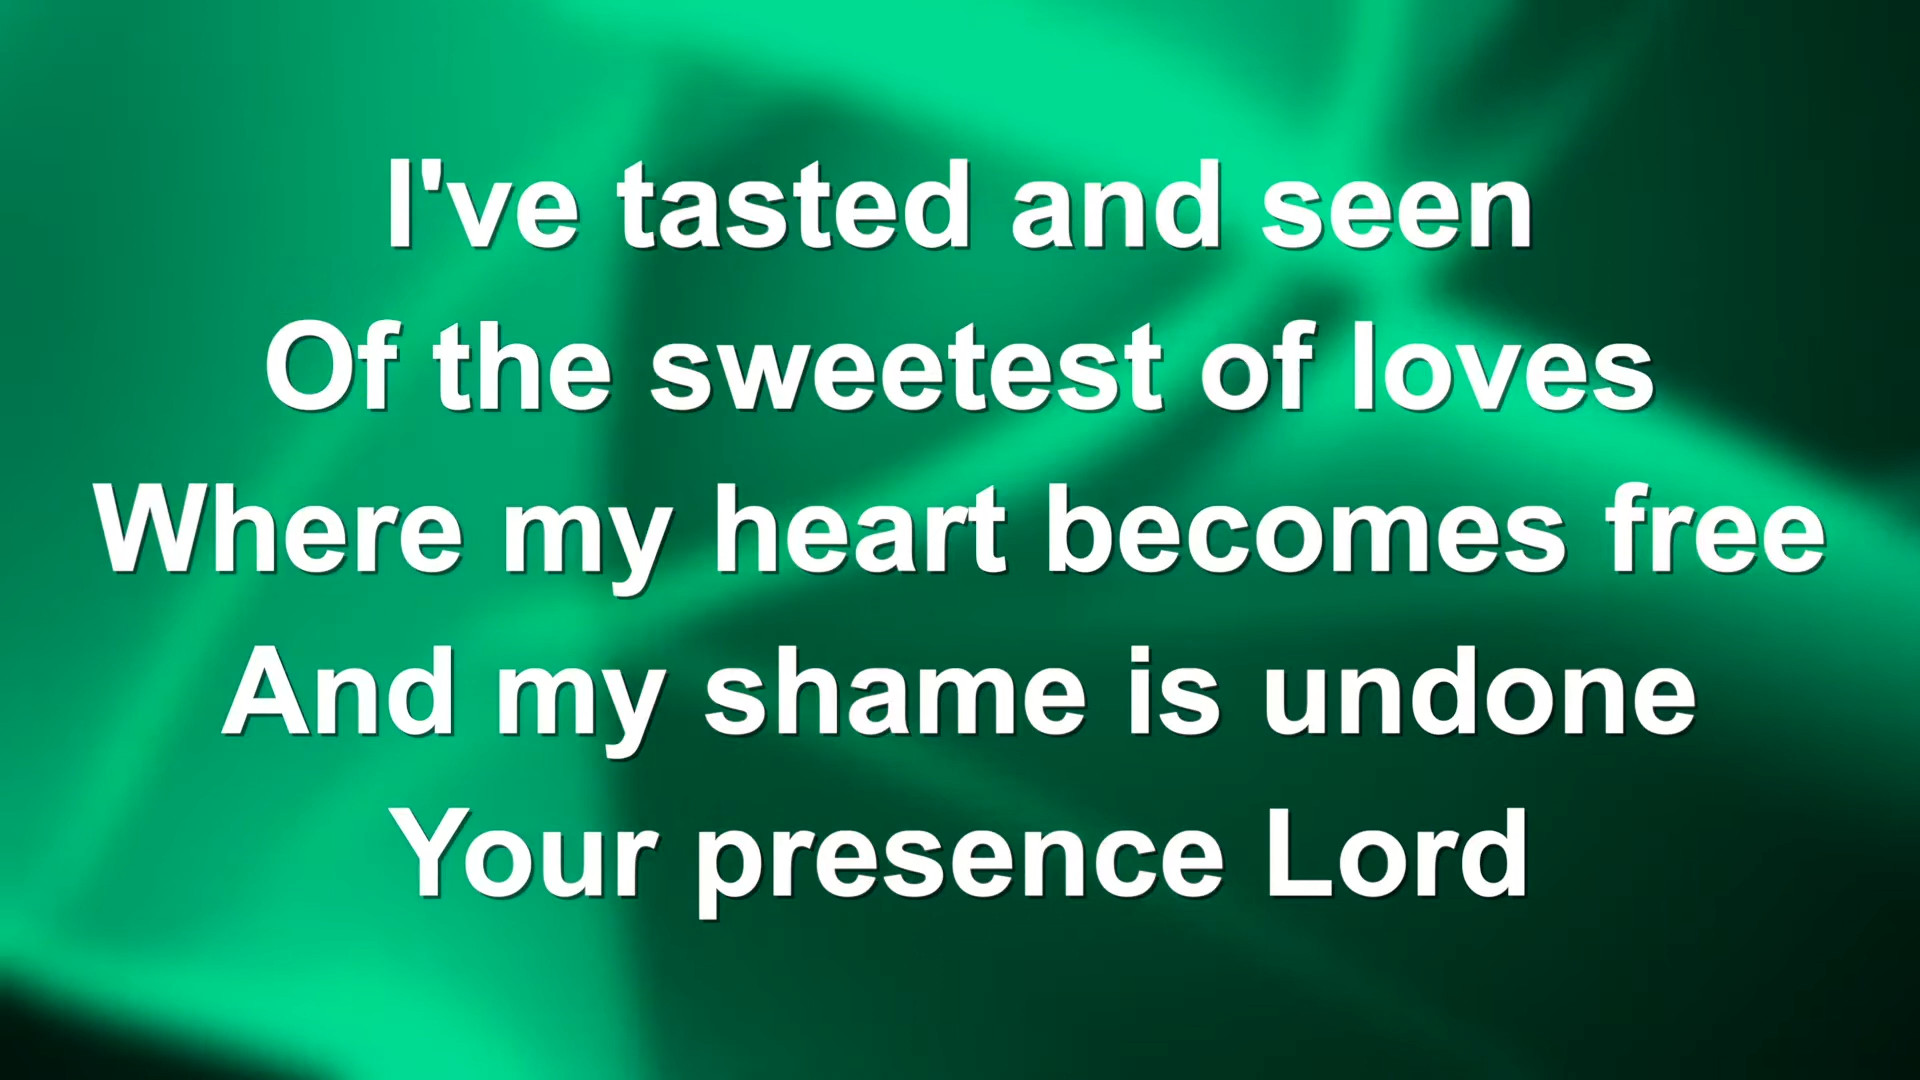 I've tasted and seen
Of the sweetest of loves
Where my heart becomes free
And my shame is undone
Your presence Lord